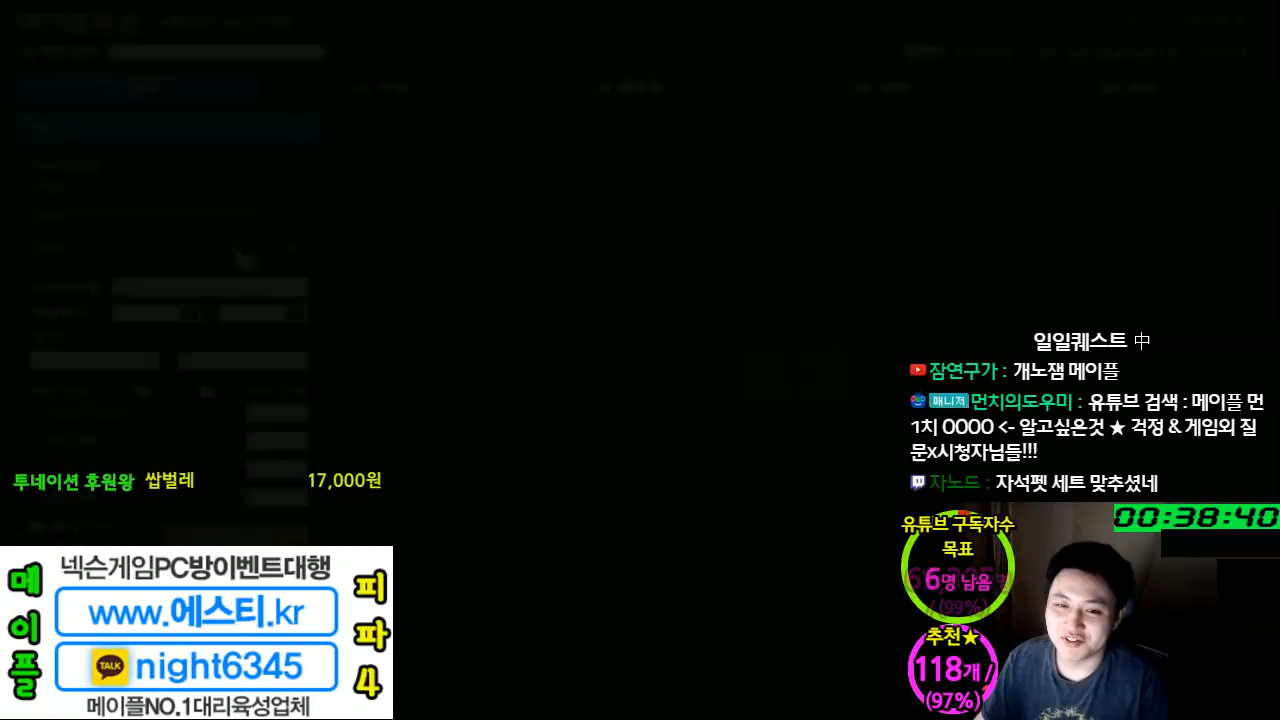 일일퀘스트 中
잠연구가 : 개노잼 메이플
매니저 먼치의도우미 : 유튜브 검색 : 메이플 먼
1치 OOOO <- 알고싶은것 ★ 걱정 & 게임외 질
문x시청자님들!!!
자노드 : 자석펫 세트 맞추셨네
투네이션 후원왕 쌉벌레 17,000원
00:38:40
유튜브 구독자수
목표
6명 남음
(99%)
추천★
118개 /
(97%)
메이플
넥슨게임PC방이벤트대행
www.에스티.kr
TALK night6345
메이플NO.1대리육성업체
피파4